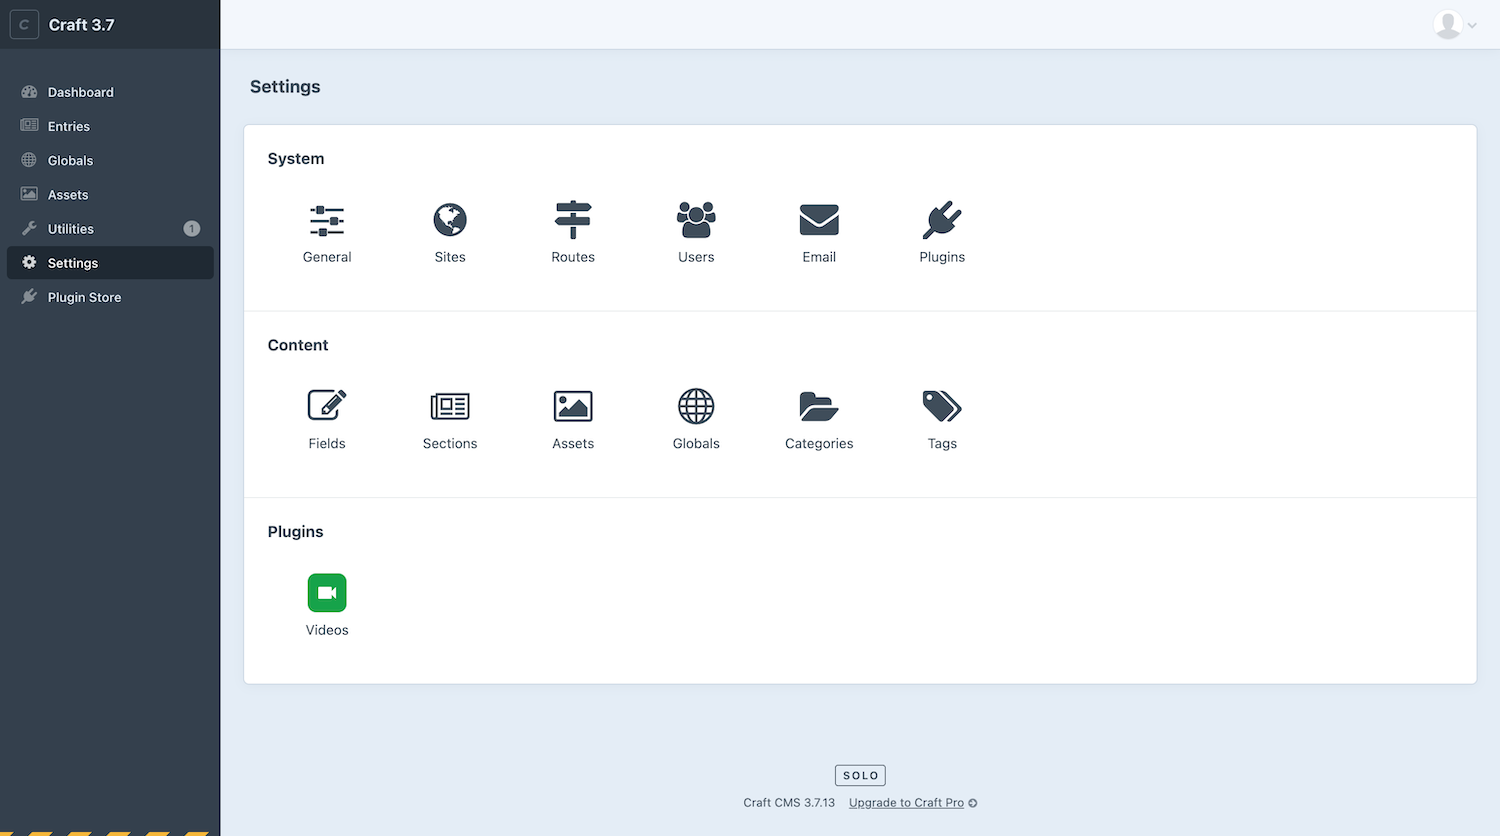 C Craft 3.7
Dashboard
Entries
Globals
Assets
Utilities 1
Settings
Plugin Store
Settings
System
General Sites Routes Users Email Plugins
Content
Fields Sections Assets Globals Categories Tags
Plugins
Videos
SOLO
Craft CMS 3.7.13 Upgrade to Craft Pro